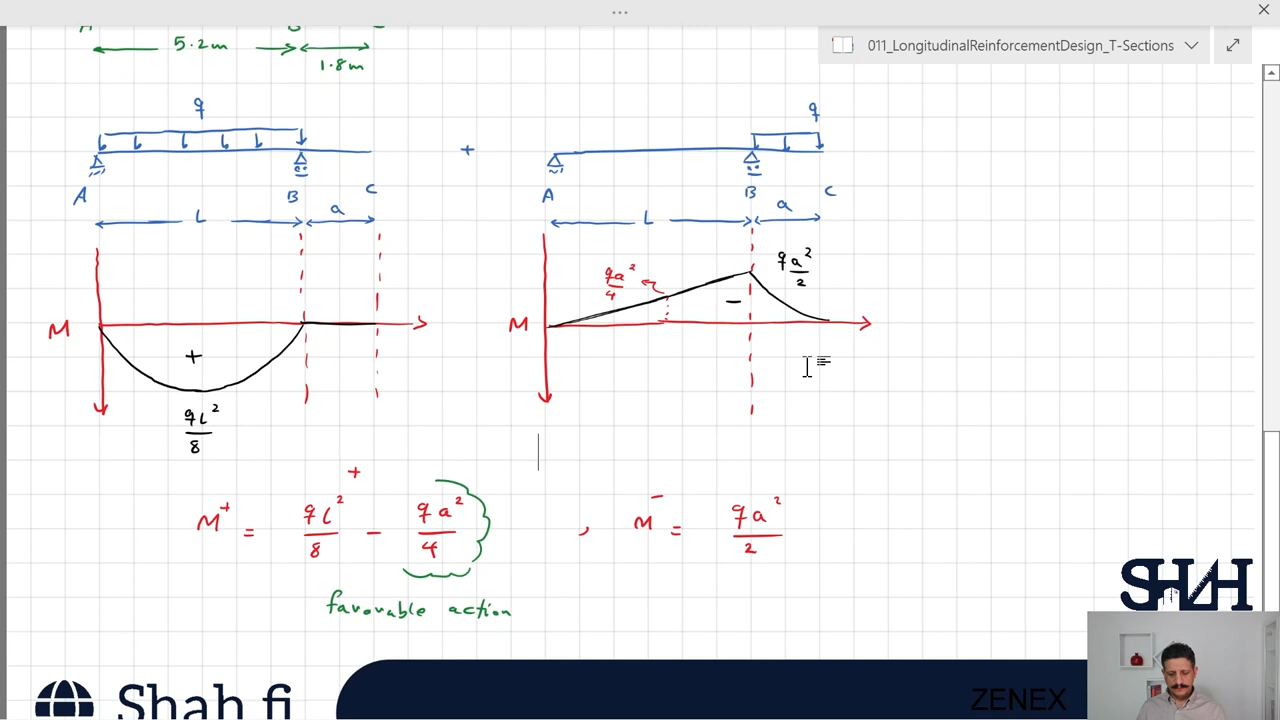 011_LongitudinalReinforcementDesign_T-Sections
5.2m
1.8m
q
q
+
A
B
C
A
B
C
L
a
L
a
qa²/4
qa²/2
M
+
M
−
qL²/8
M⁺ = qL²/8 − qa²/4 , M⁻ = qa²/2
+
favorable action
SHAH
Shah fi
ZENEX